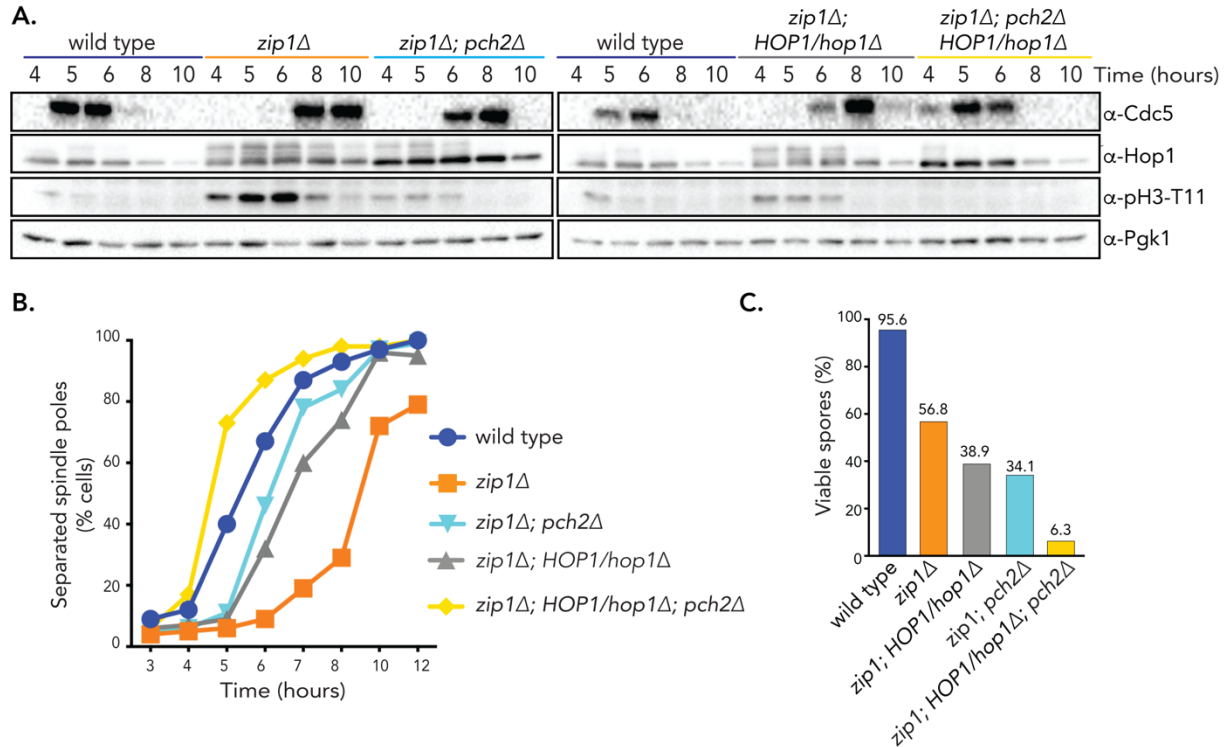 A.
wild type zip1Δ zip1Δ; pch2Δ wild type zip1Δ; HOP1/hop1Δ zip1Δ; pch2Δ HOP1/hop1Δ
4 5 6 8 10 4 5 6 8 10 4 5 6 8 10 4 5 6 8 10 4 5 6 8 10 4 5 6 8 10 Time (hours)
α-Cdc5
α-Hop1
α-pH3-T11
α-Pgk1
B.
Separated spindle poles
(% cells)
100
80
60
40
20
0
3 4 5 6 7 8 10 12
Time (hours)
wild type
zip1Δ
zip1Δ; pch2Δ
zip1Δ; HOP1/hop1Δ
zip1Δ; HOP1/hop1Δ; pch2Δ
C.
Viable spores (%)
100
80
60
40
20
0
95.6
56.8
38.9
34.1
6.3
wild type
zip1Δ
zip1; HOP1/hop1Δ
zip1; pch2Δ
zip1; HOP1/hop1Δ; pch2Δ